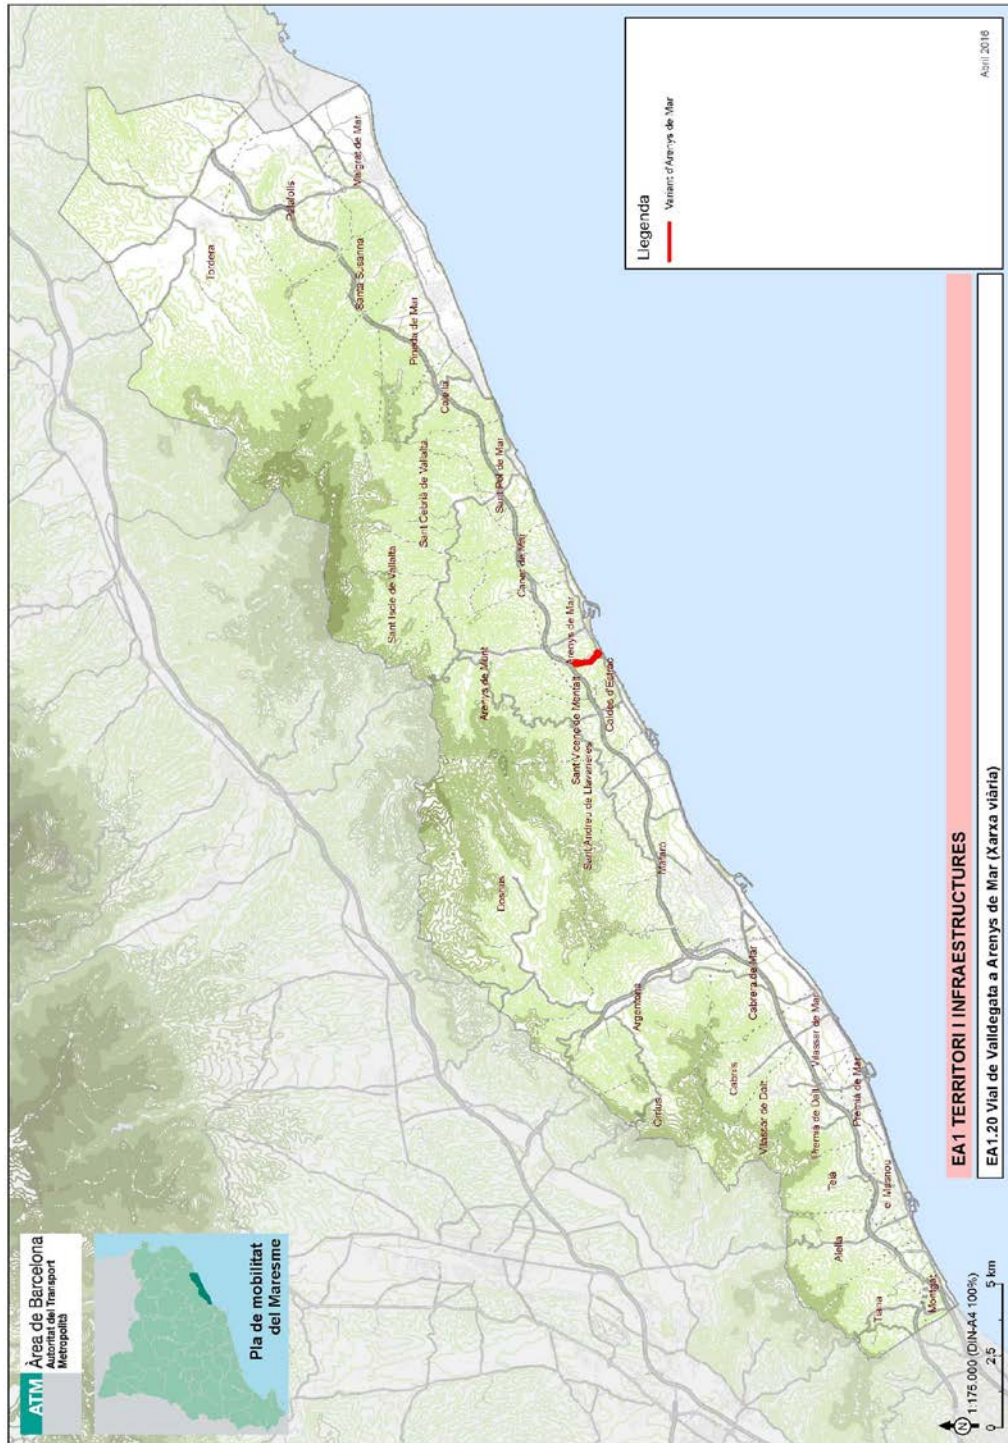 ATM
Àrea de Barcelona
Autoritat del Transport
Metropolità
Pla de mobilitat
del Maresme
Tordera
Palafolls
Malgrat de Mar
Santa Susanna
Pineda de Mar
Calella
Sant Cebrià de Vallalta
Sant Pol de Mar
Sant Iscle de Vallalta
Canet de Mar
Arenys de Mar
Arenys de Munt
Sant Vicenç de Montalt
Caldes d'Estrac
Sant Andreu de Llavaneres
Mataró
Dosrius
Argentona
Cabrera de Mar
Òrrius
Cabrils
Vilassar de Mar
Vilassar de Dalt
Premià de Dalt
Premià de Mar
Teià
el Masnou
Alella
Tiana
Montgat
N
1:175.000 (DIN-A4 100%)
0 2,5 5 km
EA1 TERRITORI I INFRAESTRUCTURES
EA1.20 Vial de Valldegata a Arenys de Mar (Xarxa viària)
Llegenda
Variant d'Arenys de Mar
Abril 2016